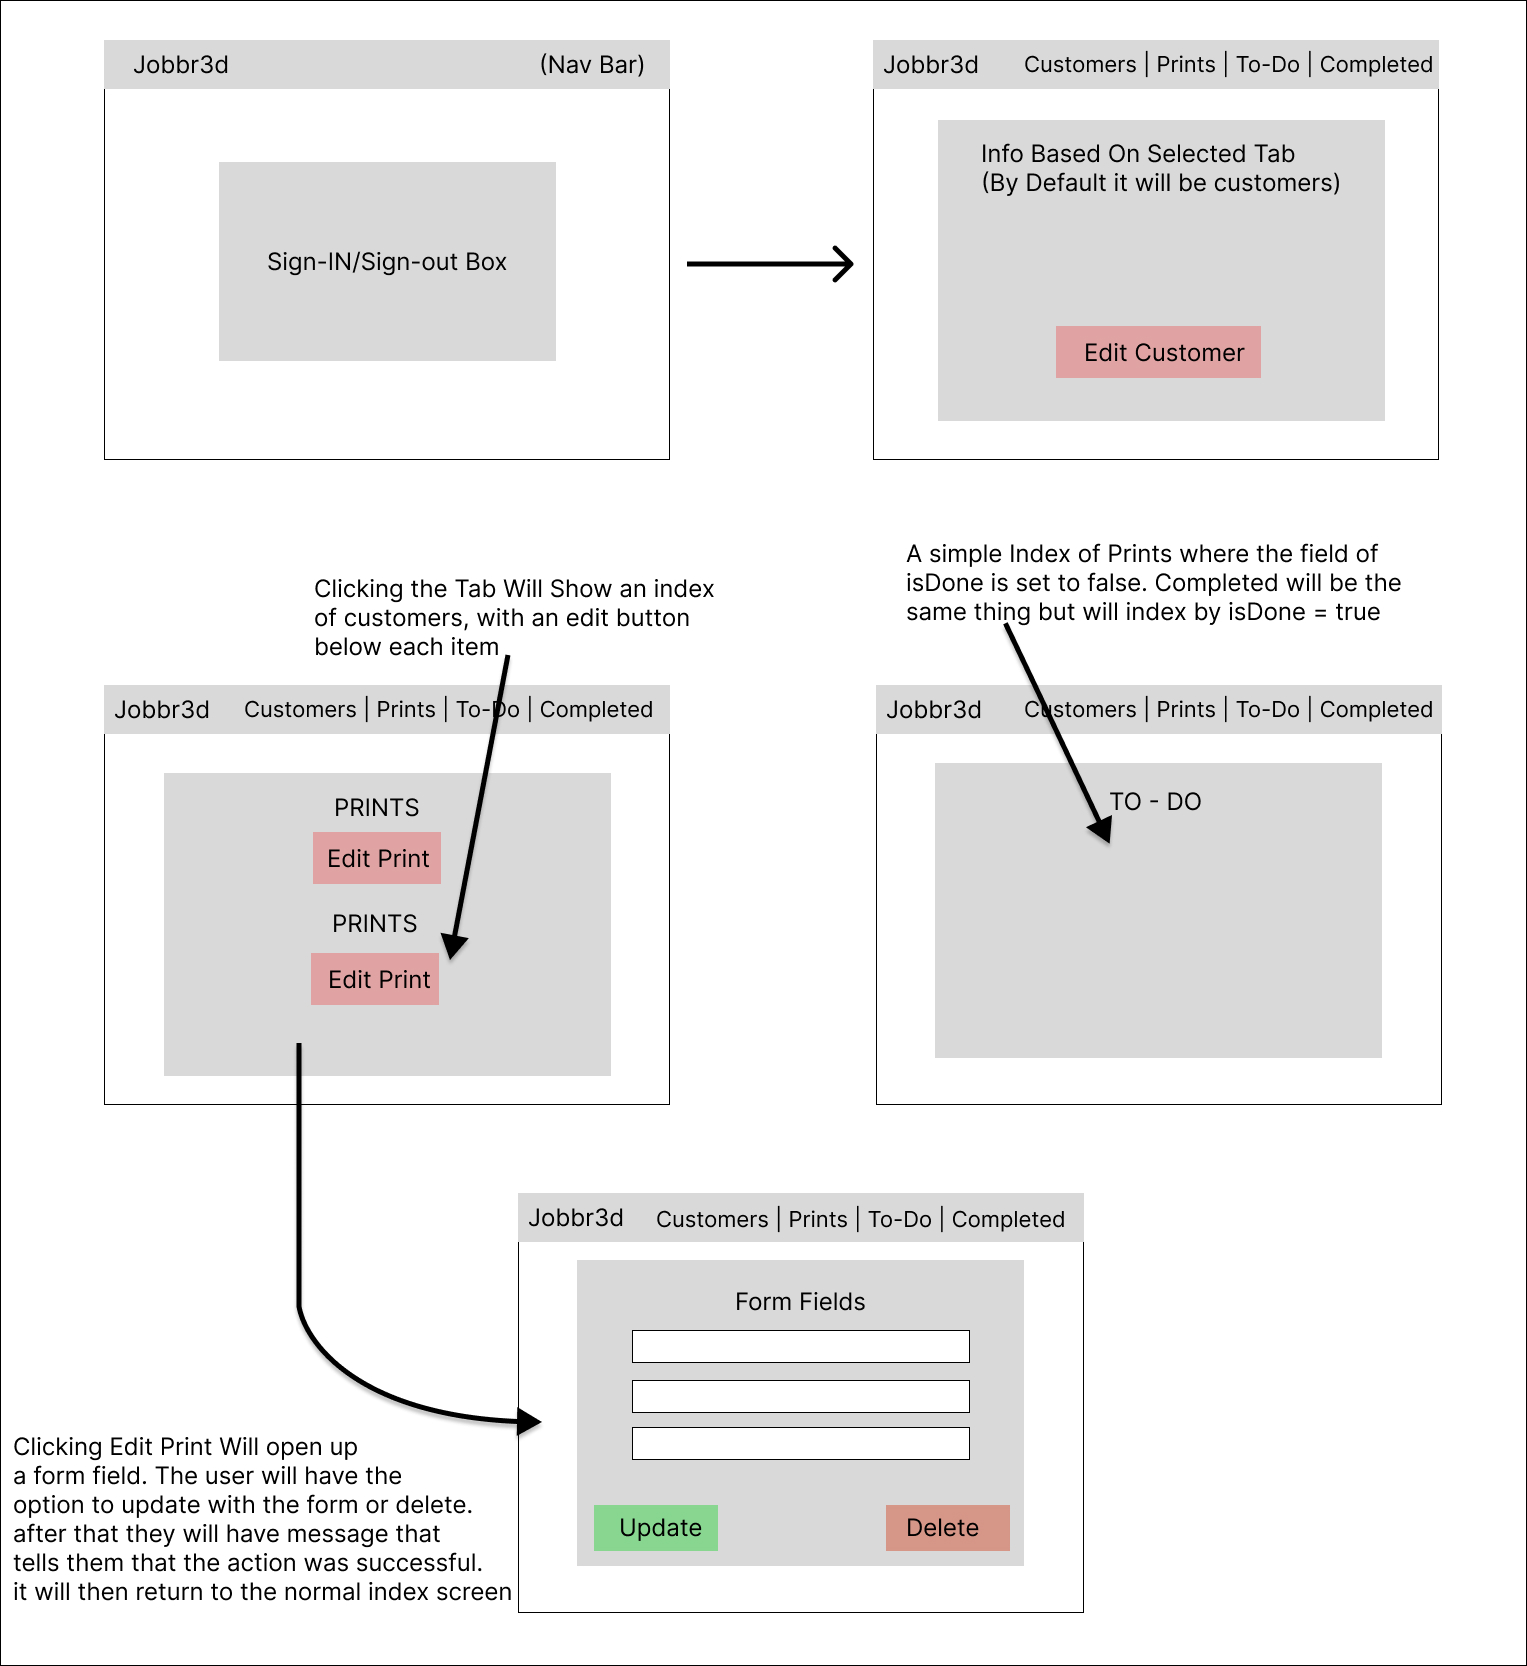 Jobbr3d
(Nav Bar)
Sign-IN/Sign-out Box
Jobbr3d
Customers | Prints | To-Do | Completed
Info Based On Selected Tab
(By Default it will be customers)
Edit Customer
Clicking the Tab Will Show an index
of customers, with an edit button
below each item
Jobbr3d
Customers | Prints | To-Do | Completed
PRINTS
Edit Print
PRINTS
Edit Print
A simple Index of Prints where the field of
isDone is set to false. Completed will be the
same thing but will index by isDone = true
Jobbr3d
Customers | Prints | To-Do | Completed
TO - DO
Clicking Edit Print Will open up
a form field. The user will have the
option to update with the form or delete.
after that they will have message that
tells them that the action was successful.
it will then return to the normal index screen
Jobbr3d
Customers | Prints | To-Do | Completed
Form Fields
Update
Delete